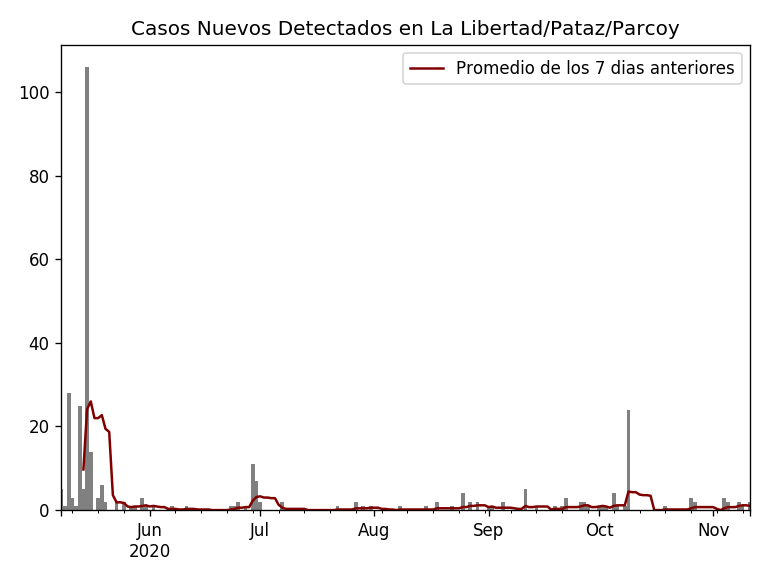 Casos Nuevos Detectados en La Libertad/Pataz/Parcoy
Promedio de los 7 dias anteriores
100
80
60
40
20
0
Jun Jul Aug Sep Oct Nov
2020